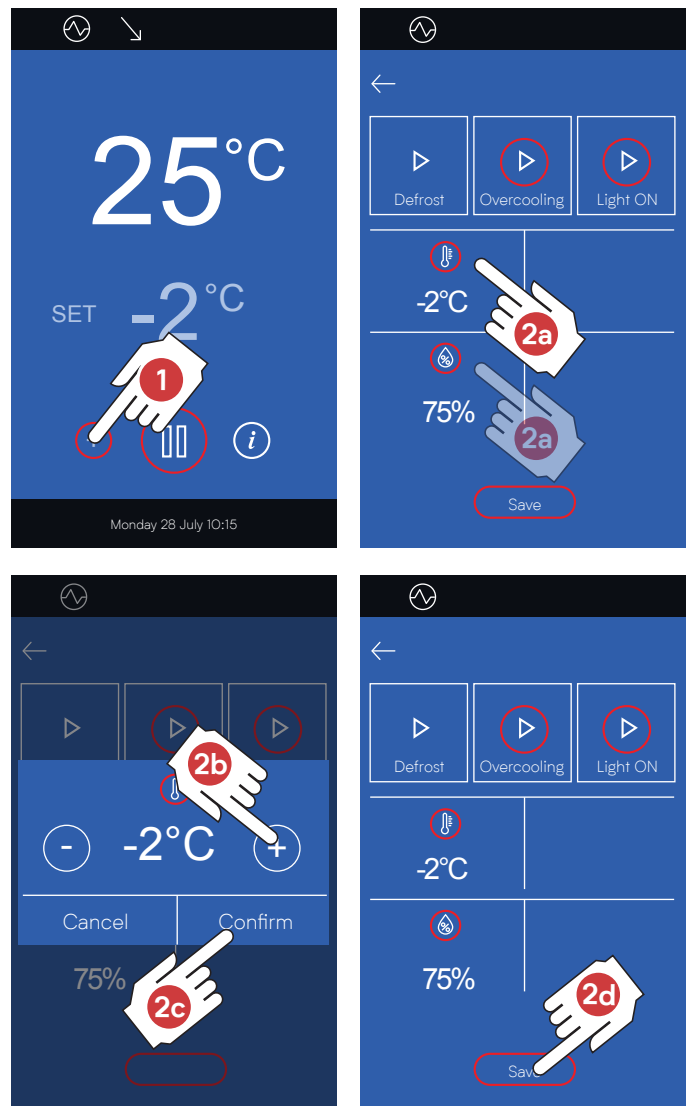 25°C
SET -2°C
1
i
Monday 28 July 10:15
Defrost Overcooling Light ON
-2°C
2a
%
75%
2a
Save
2b
- -2°C +
Cancel Confirm
75%
2c
Defrost Overcooling Light ON
-2°C
%
75%
2d
Save